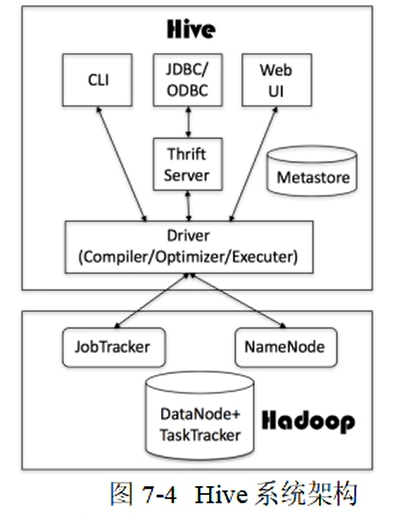 Hive
CLI
JDBC/
ODBC
Web
UI
Thrift
Server
Metastore
Driver
(Compiler/Optimizer/Executer)
JobTracker
NameNode
DataNode+
TaskTracker
Hadoop
图 7-4 Hive 系统架构